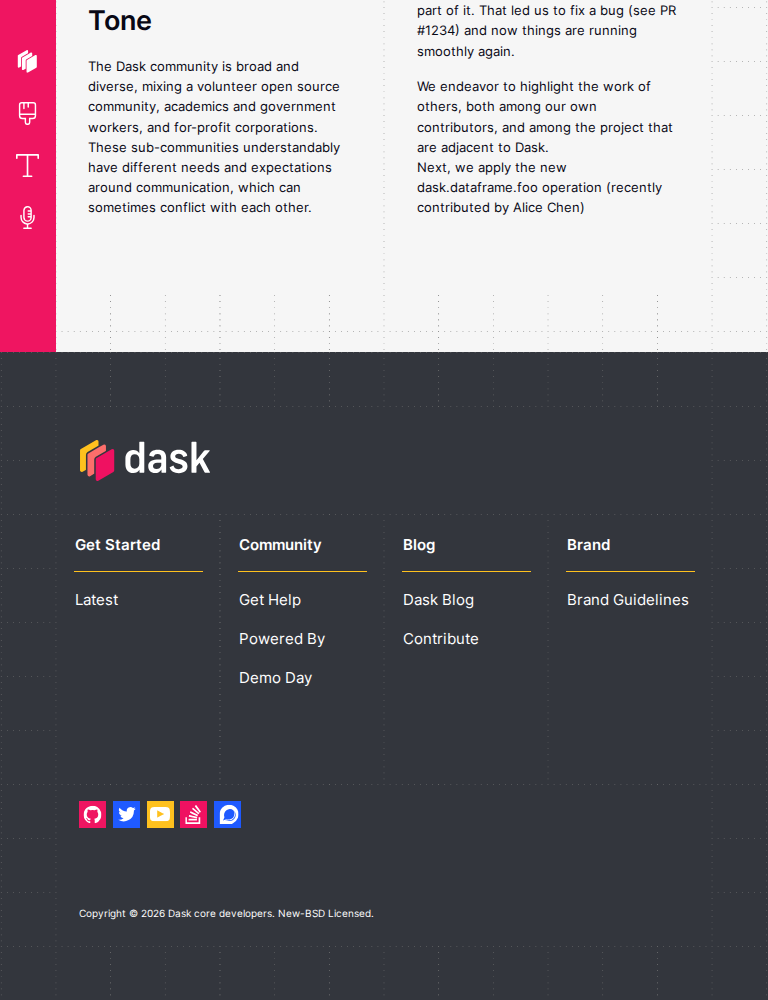 Tone
The Dask community is broad and
diverse, mixing a volunteer open source
community, academics and government
workers, and for-profit corporations.
These sub-communities understandably
have different needs and expectations
around communication, which can
sometimes conflict with each other.
part of it. That led us to fix a bug (see PR
#1234) and now things are running
smoothly again.
We endeavor to highlight the work of
others, both among our own
contributors, and among the project that
are adjacent to Dask.
Next, we apply the new
dask.dataframe.foo operation (recently
contributed by Alice Chen)
dask
Get Started
Latest
Community
Get Help
Powered By
Demo Day
Blog
Dask Blog
Contribute
Brand
Brand Guidelines
Copyright © 2026 Dask core developers. New-BSD Licensed.